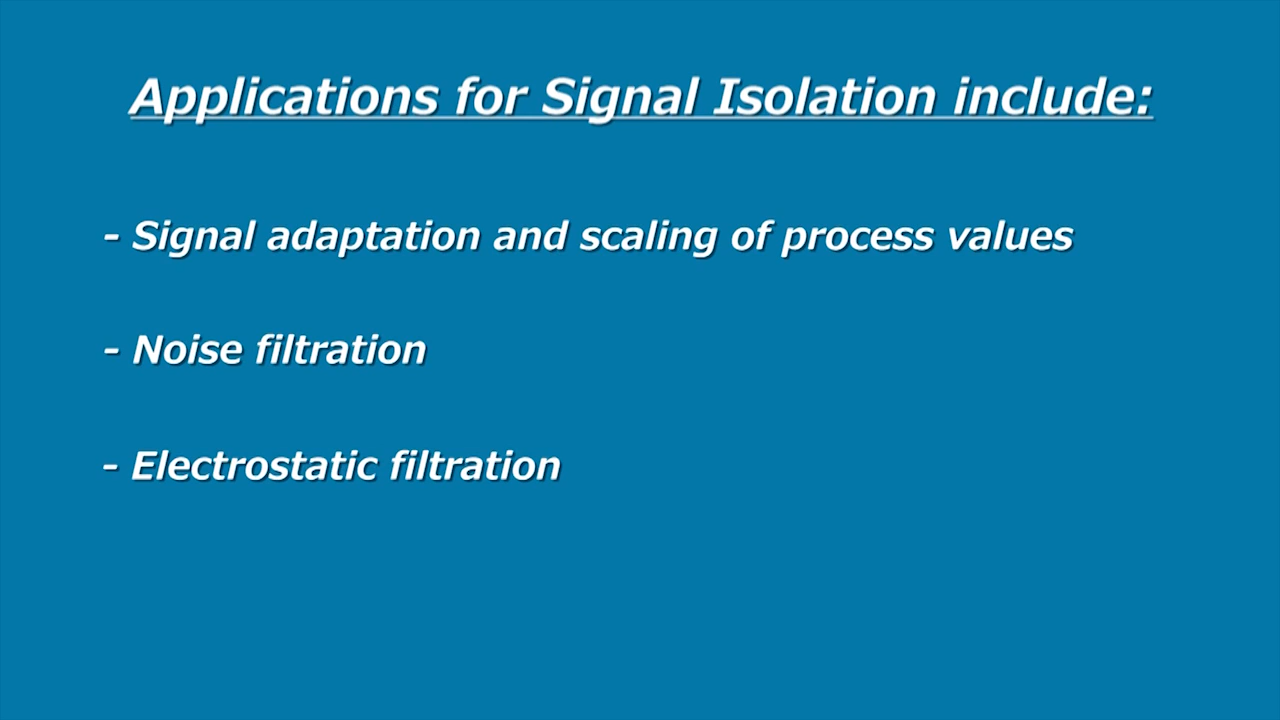 Applications for Signal Isolation include:
- Signal adaptation and scaling of process values
- Noise filtration
- Electrostatic filtration